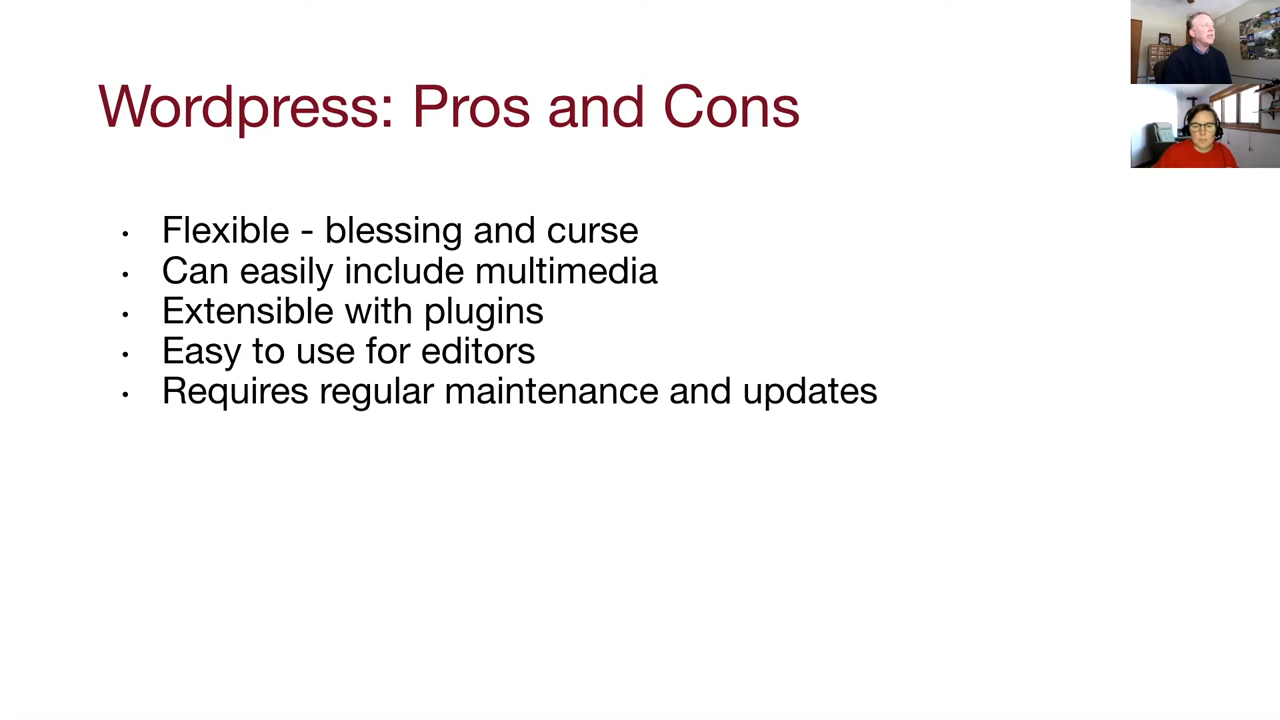 Wordpress: Pros and Cons
· Flexible - blessing and curse
· Can easily include multimedia
· Extensible with plugins
· Easy to use for editors
· Requires regular maintenance and updates